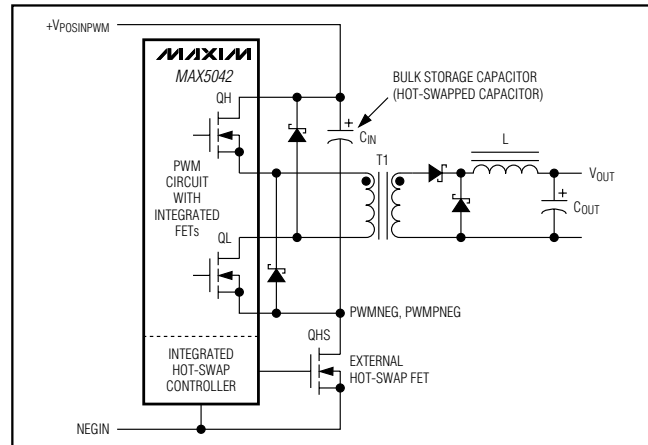 +VPOSINPWM
MAXIM
MAX5042
QH
BULK STORAGE CAPACITOR
(HOT-SWAPPED CAPACITOR)
+
CIN
T1
L
VOUT
PWM
CIRCUIT
WITH
INTEGRATED
FETs
+
COUT
QL
PWMNEG, PWMPNEG
QHS
INTEGRATED
HOT-SWAP
CONTROLLER
EXTERNAL
HOT-SWAP FET
NEGIN